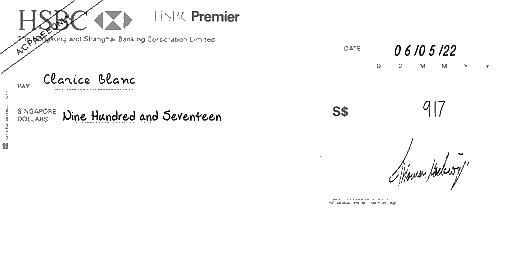 HSBC HSBC Premier
The Hongkong and Shanghai Banking Corporation Limited
AC PAYEE ONLY
DATE 06/05/22
D D M M Y Y
PAY Clarice Blanc
SINGAPORE DOLLARS Nine Hundred and Seventeen
S$ 917